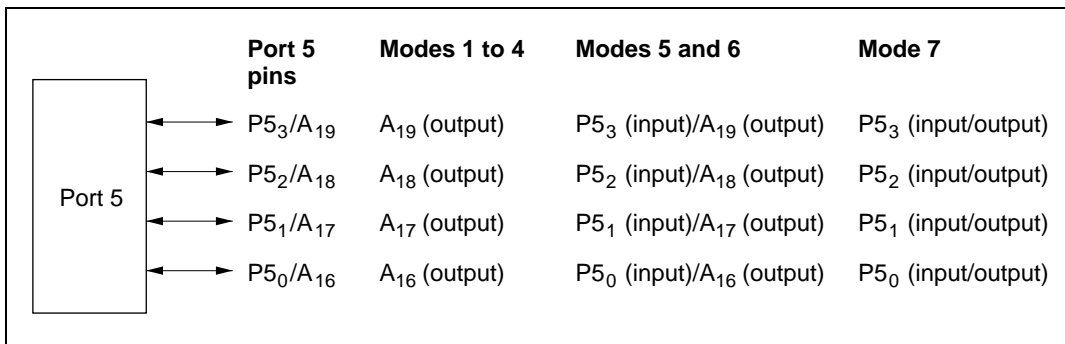 Port 5 pins Modes 1 to 4 Modes 5 and 6 Mode 7
P5₃/A₁₉ A₁₉ (output) P5₃ (input)/A₁₉ (output) P5₃ (input/output)
P5₂/A₁₈ A₁₈ (output) P5₂ (input)/A₁₈ (output) P5₂ (input/output)
Port 5
P5₁/A₁₇ A₁₇ (output) P5₁ (input)/A₁₇ (output) P5₁ (input/output)
P5₀/A₁₆ A₁₆ (output) P5₀ (input)/A₁₆ (output) P5₀ (input/output)